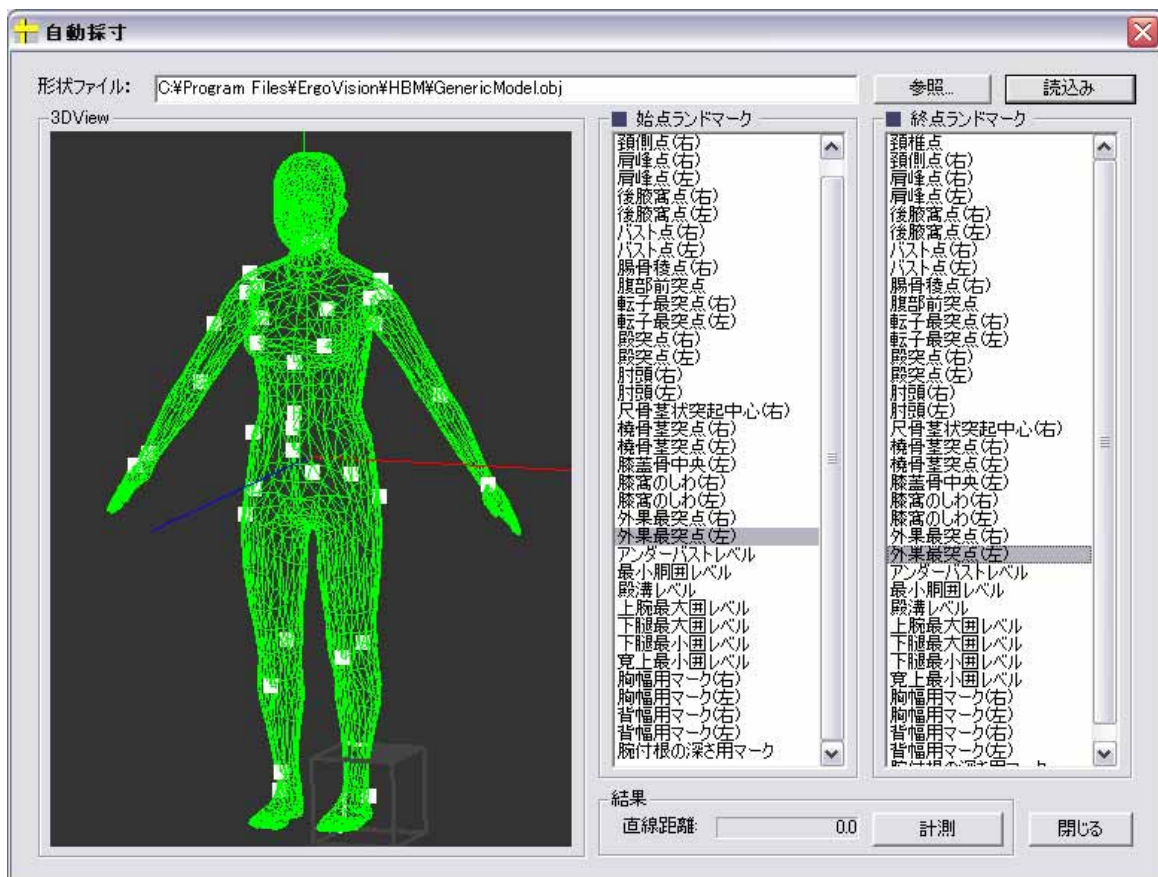 自動採寸
形状ファイル: C:¥Program Files¥ErgoVision¥HBM¥GenericModel.obj 参照... 読込み
3DView
始点ランドマーク
頚側点(右)
肩峰点(右)
肩峰点(左)
後腋窩点(右)
後腋窩点(左)
バスト点(右)
バスト点(左)
腸骨稜点(右)
腹部前突点
転子最突点(右)
転子最突点(左)
殿突点(右)
殿突点(左)
肘頭(右)
肘頭(左)
尺骨茎状突起中心(右)
橈骨茎突点(右)
橈骨茎突点(左)
膝蓋骨中央(左)
膝窩のしわ(右)
膝窩のしわ(左)
外果最突点(右)
外果最突点(左)
アンダーバストレベル
最小胴囲レベル
殿溝レベル
上腕最大囲レベル
下腿最大囲レベル
下腿最小囲レベル
寛上最小囲レベル
胸幅用マーク(右)
胸幅用マーク(左)
背幅用マーク(右)
背幅用マーク(左)
腕付根の深さ用マーク
終点ランドマーク
頚椎点
頚側点(右)
肩峰点(右)
肩峰点(左)
後腋窩点(右)
後腋窩点(左)
バスト点(右)
バスト点(左)
腸骨稜点(右)
腹部前突点
転子最突点(右)
転子最突点(左)
殿突点(右)
殿突点(左)
肘頭(右)
肘頭(左)
尺骨茎状突起中心(右)
橈骨茎突点(右)
橈骨茎突点(左)
膝蓋骨中央(左)
膝窩のしわ(右)
膝窩のしわ(左)
外果最突点(右)
外果最突点(左)
アンダーバストレベル
最小胴囲レベル
殿溝レベル
上腕最大囲レベル
下腿最大囲レベル
下腿最小囲レベル
寛上最小囲レベル
胸幅用マーク(右)
胸幅用マーク(左)
背幅用マーク(右)
背幅用マーク(左)
腕付根の深さ用マーク
結果
直線距離: 0.0 計測 閉じる